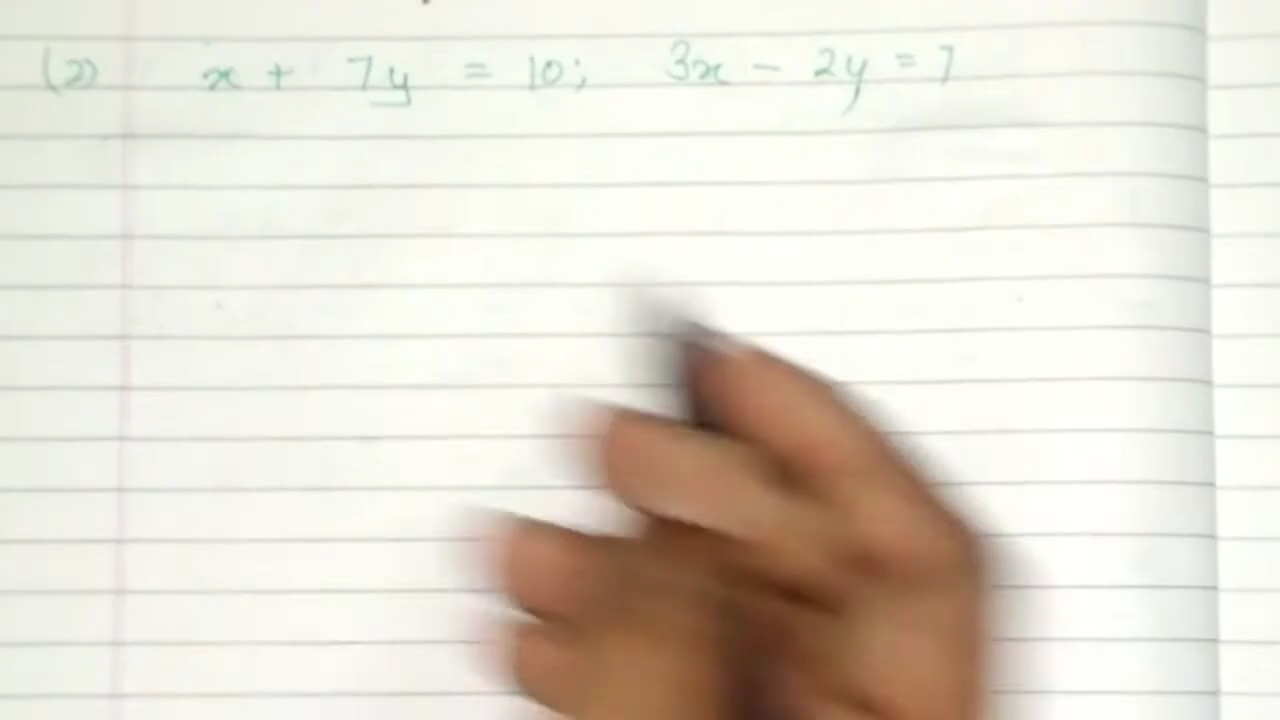 (2) x + 7y = 10; 3x - 2y = 7